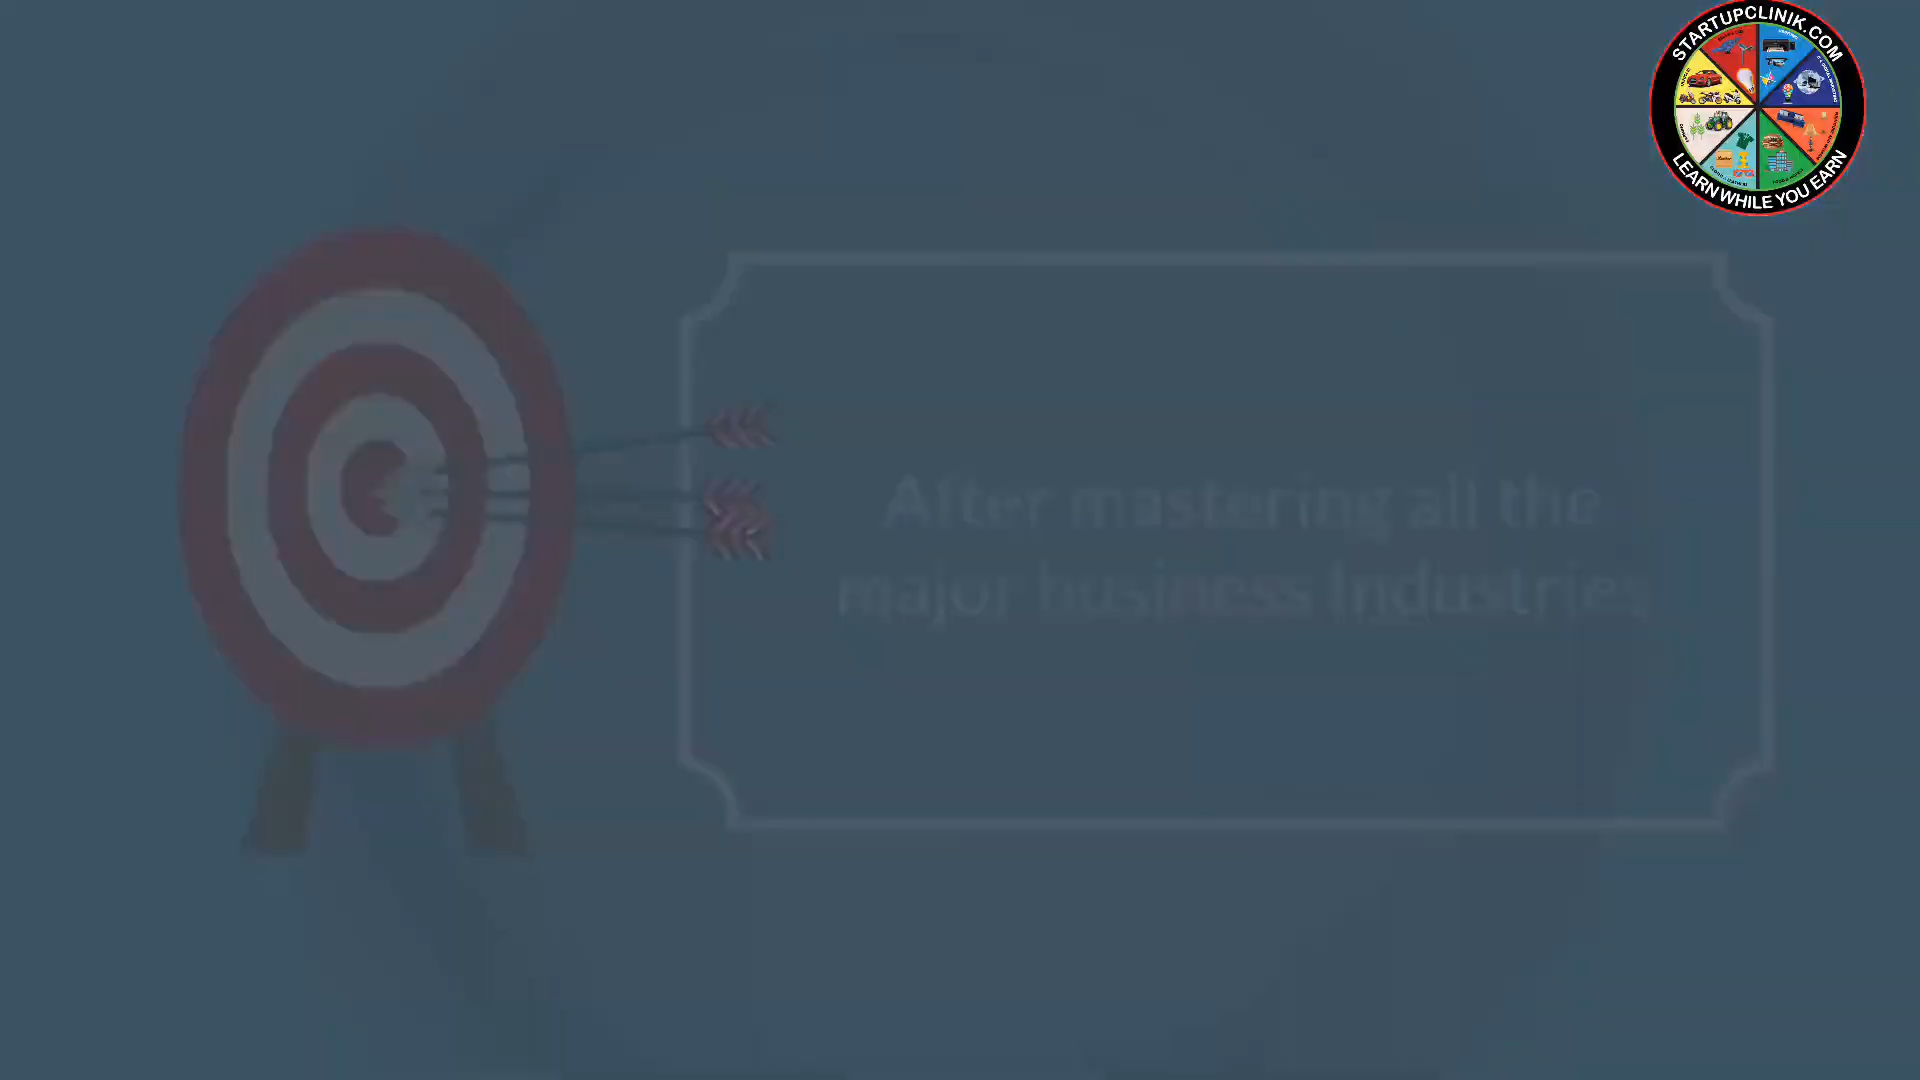 STARTUPCLINIK.COM
LEARN WHILE YOU EARN
After mastering all the
major business Industries